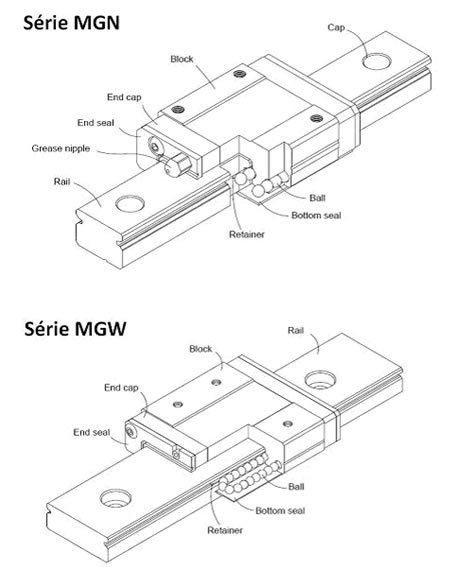 Série MGN
Cap
Block
End cap
End seal
Grease nipple
Rail
Ball
Bottom seal
Retainer
Série MGW
Rail
Block
End cap
End seal
Ball
Bottom seal
Retainer